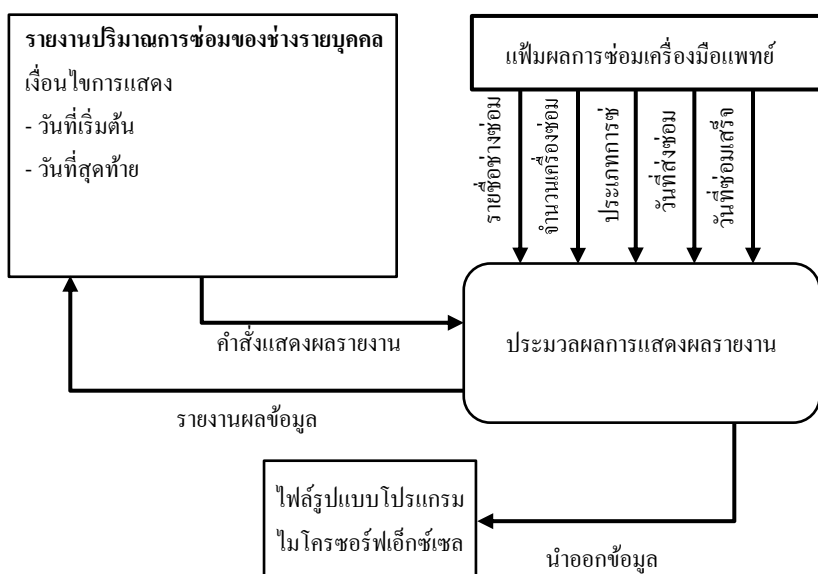 รายงานปริมาณการซ่อมของช่างรายบุคคล
เงื่อนไขการแสดง
- วันที่เริ่มต้น
- วันที่สุดท้าย
แฟ้มผลการซ่อมเครื่องมือแพทย์
รายชื่อช่างซ่อม
จำนวนเครื่องซ่อม
ประเภทการซ่
วันที่ส่งซ่อม
วันที่ซ่อมเสร็จ
คำสั่งแสดงผลรายงาน
ประมวลผลการแสดงผลรายงาน
รายงานผลข้อมูล
ไฟล์รูปแบบโปรแกรม
ไมโครซอร์ฟเอ็กซ์เซล
นำออกข้อมูล